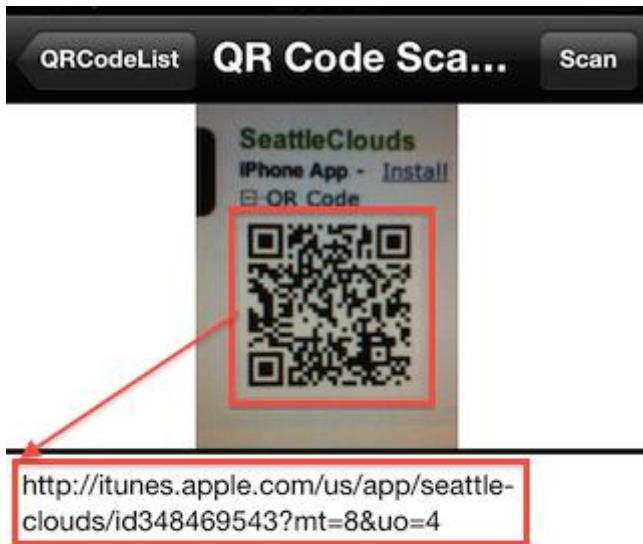 QRCodeList QR Code Sca... Scan
SeattleClouds
iPhone App - Install
QR Code
http://itunes.apple.com/us/app/seattle-
clouds/id348469543?mt=8&uo=4